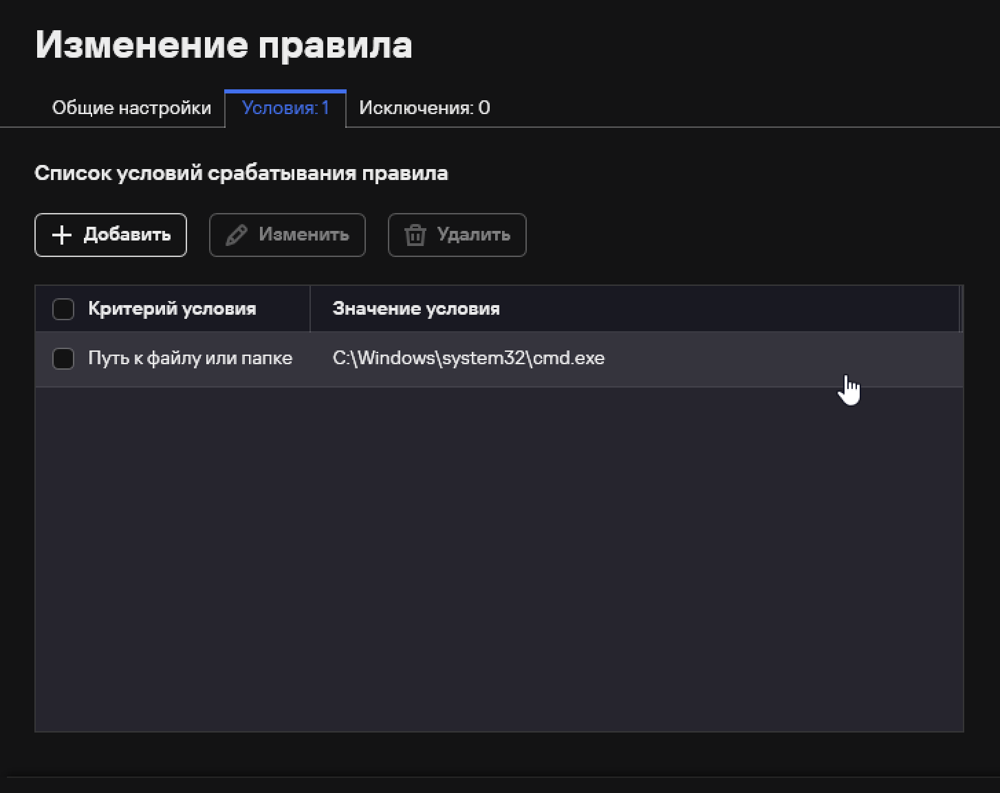 Изменение правила
Общие настройки Условия: 1 Исключения: 0
Список условий срабатывания правила
Добавить Изменить Удалить
Критерий условия Значение условия
Путь к файлу или папке C:\Windows\system32\cmd.exe